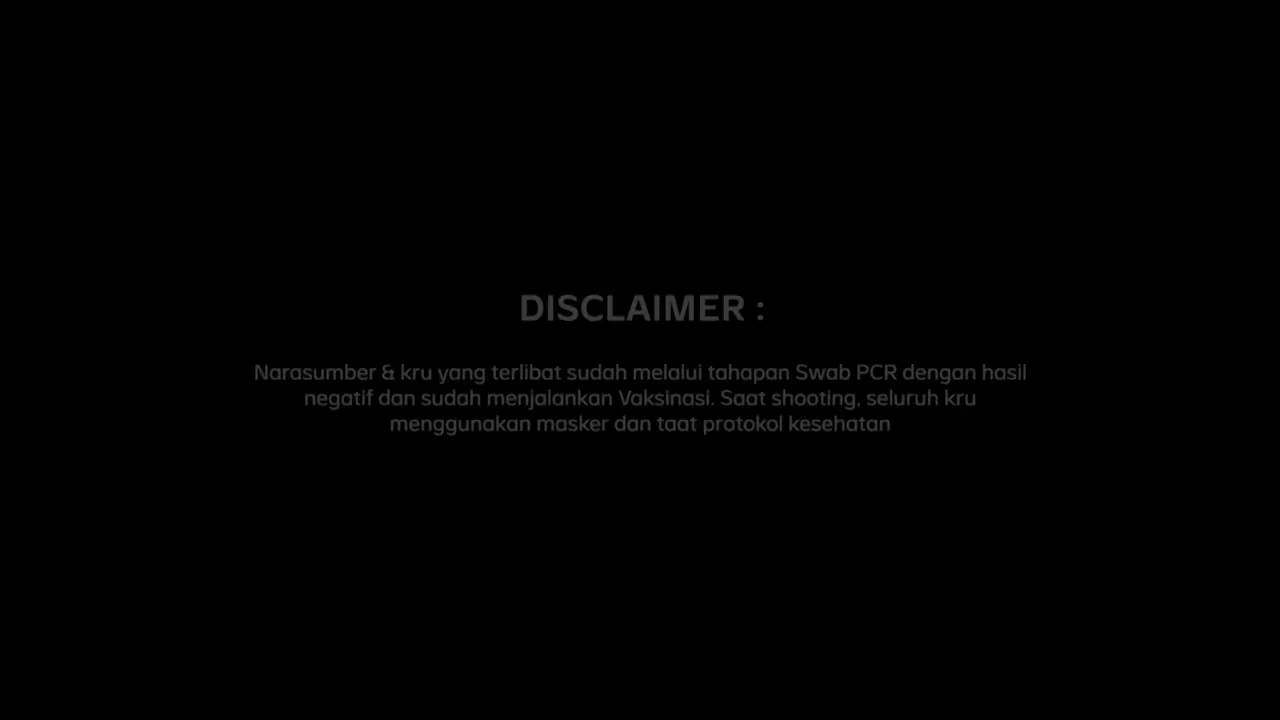 DISCLAIMER :
Narasumber & kru yang terlibat sudah melalui tahapan Swab PCR dengan hasil
negatif dan sudah menjalankan Vaksinasi. Saat shooting, seluruh kru
menggunakan masker dan taat protokol kesehatan